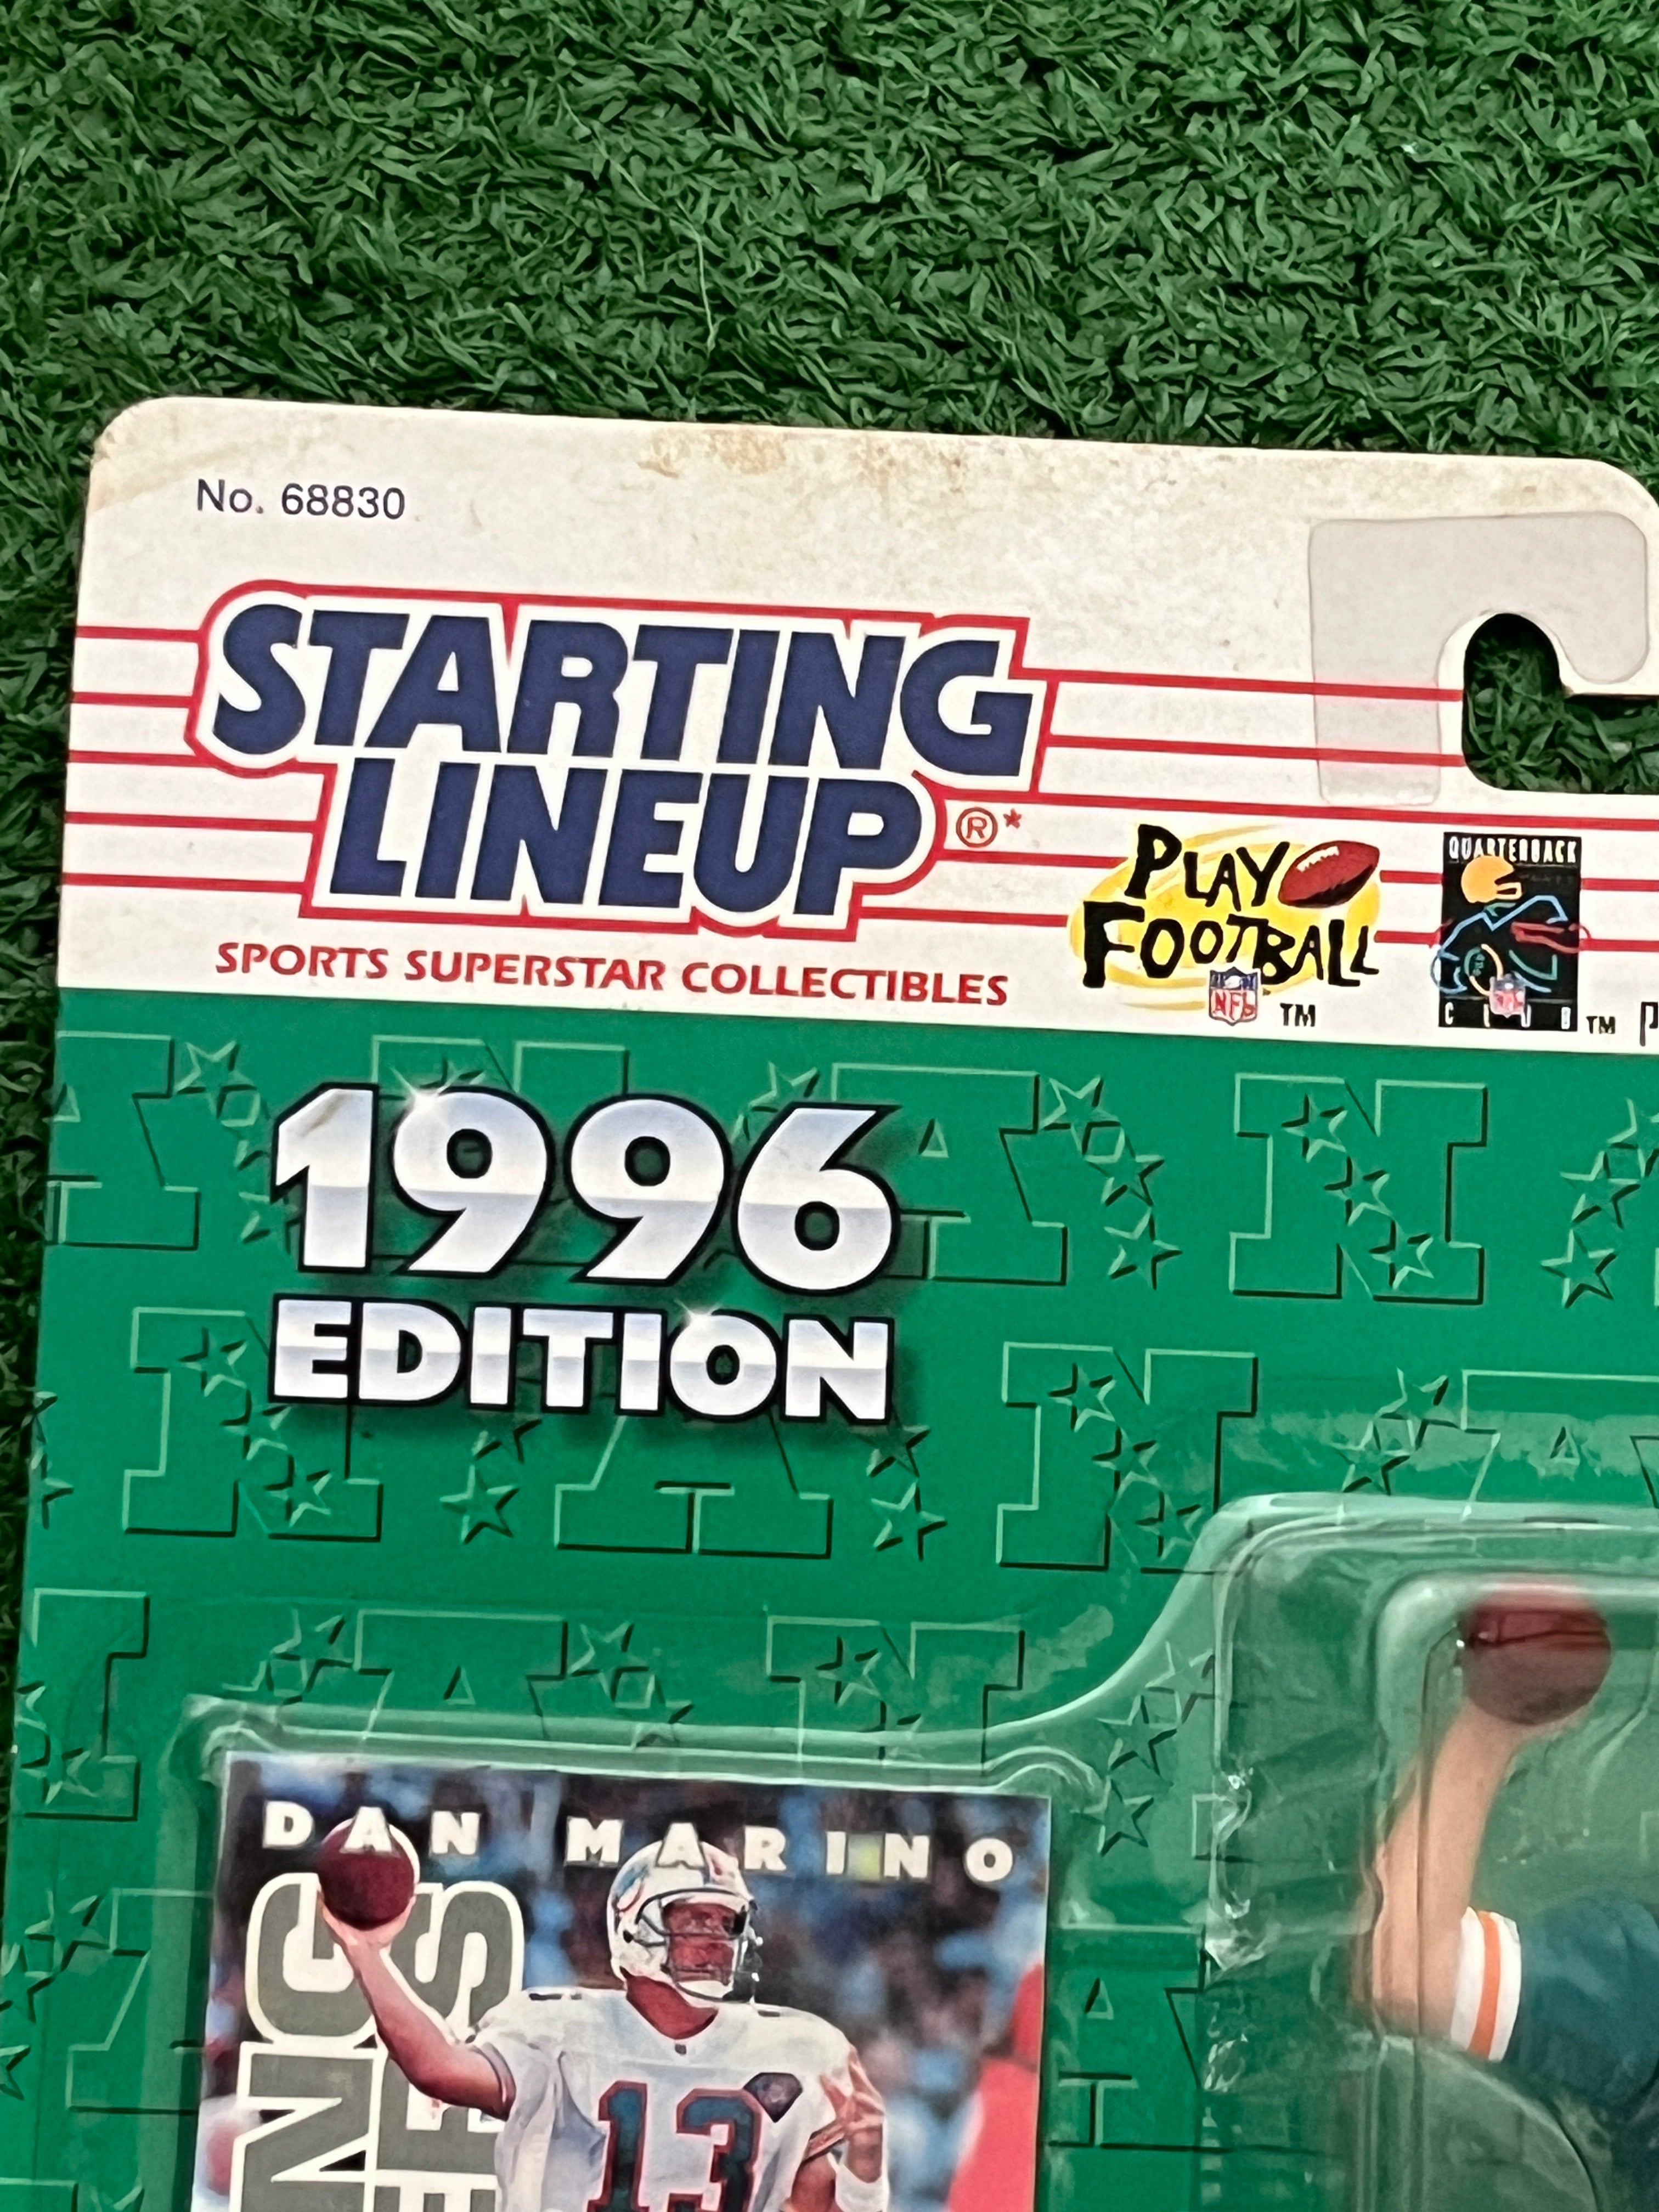 No. 68830
STARTING
LINEUP®*
SPORTS SUPERSTAR COLLECTIBLES
PLAY
FOOTBALL
NFL
TM
QUARTERBACK
CLUB
NFL
TM
1996
EDITION
DAN MARINO
13